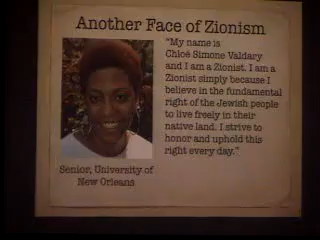 Another Face of Zionism
"My name is
Chloé Simone Valdary
and I am a Zionist. I am a
Zionist simply because I
believe in the fundamental
right of the Jewish people
to live freely in their
native land. I strive to
honor and uphold this
right every day."
Senior, University of
New Orleans